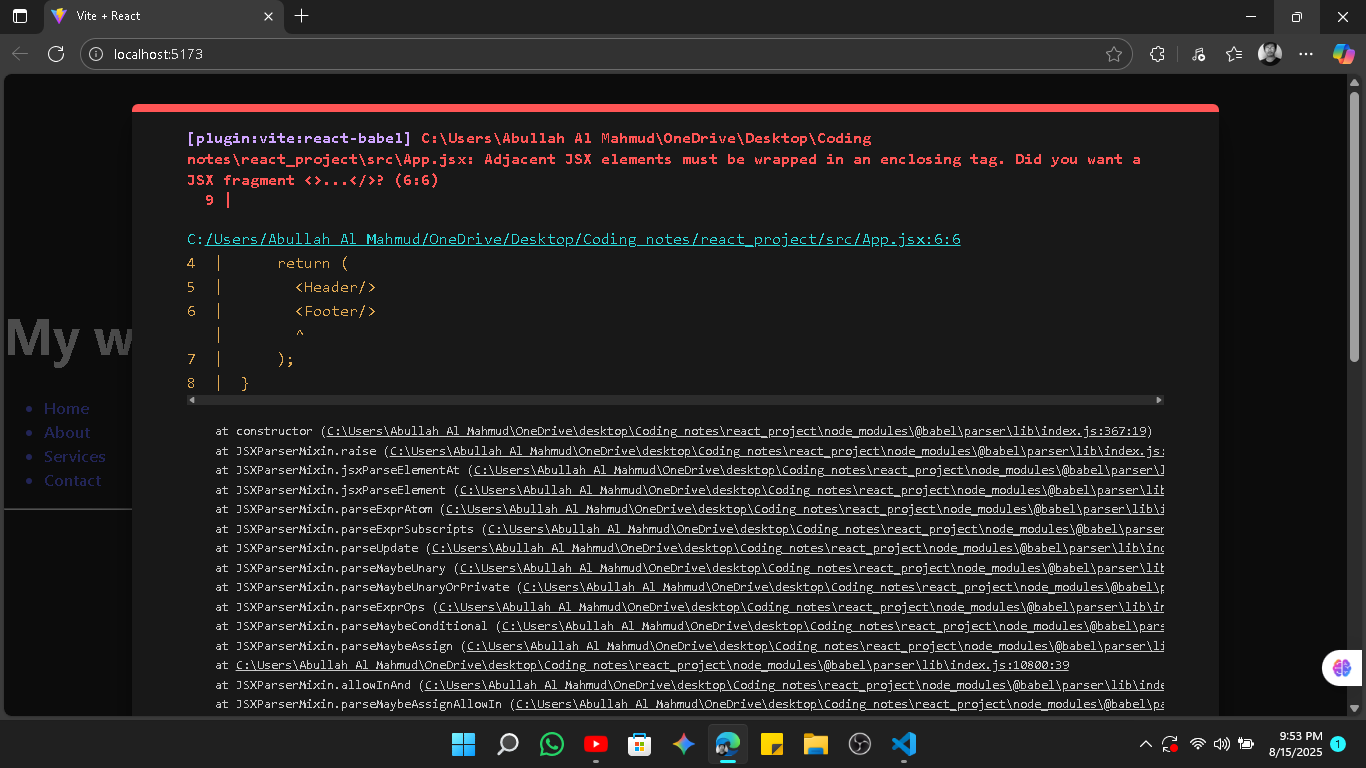 Vite + React
localhost:5173
[plugin:vite:react-babel] C:\Users\Abullah Al Mahmud\OneDrive\Desktop\Coding
notes\react_project\src\App.jsx: Adjacent JSX elements must be wrapped in an enclosing tag. Did you want a
JSX fragment <>...</>? (6:6)
9 |
C:/Users/Abullah Al Mahmud/OneDrive/Desktop/Coding notes/react_project/src/App.jsx:6:6
4 | return (
5 | <Header/>
6 | <Footer/>
| ^
7 | );
8 | }
My w
Home
About
Services
Contact
at constructor (C:\Users\Abullah Al Mahmud\OneDrive\desktop\Coding notes\react_project\node_modules\@babel\parser\lib\index.js:367:19)
at JSXParserMixin.raise (C:\Users\Abullah Al Mahmud\OneDrive\desktop\Coding notes\react_project\node_modules\@babel\parser\lib\index.js:
at JSXParserMixin.jsxParseElementAt (C:\Users\Abullah Al Mahmud\OneDrive\desktop\Coding notes\react_project\node_modules\@babel\parser\l
at JSXParserMixin.jsxParseElement (C:\Users\Abullah Al Mahmud\OneDrive\desktop\Coding notes\react_project\node_modules\@babel\parser\lib
at JSXParserMixin.parseExprAtom (C:\Users\Abullah Al Mahmud\OneDrive\desktop\Coding notes\react_project\node_modules\@babel\parser\lib\i
at JSXParserMixin.parseExprSubscripts (C:\Users\Abullah Al Mahmud\OneDrive\desktop\Coding notes\react_project\node_modules\@babel\parser
at JSXParserMixin.parseUpdate (C:\Users\Abullah Al Mahmud\OneDrive\desktop\Coding notes\react_project\node_modules\@babel\parser\lib\ind
at JSXParserMixin.parseMaybeUnary (C:\Users\Abullah Al Mahmud\OneDrive\desktop\Coding notes\react_project\node_modules\@babel\parser\lib
at JSXParserMixin.parseMaybeUnaryOrPrivate (C:\Users\Abullah Al Mahmud\OneDrive\desktop\Coding notes\react_project\node_modules\@babel\p
at JSXParserMixin.parseExprOps (C:\Users\Abullah Al Mahmud\OneDrive\desktop\Coding notes\react_project\node_modules\@babel\parser\lib\in
at JSXParserMixin.parseMaybeConditional (C:\Users\Abullah Al Mahmud\OneDrive\desktop\Coding notes\react_project\node_modules\@babel\pars
at JSXParserMixin.parseMaybeAssign (C:\Users\Abullah Al Mahmud\OneDrive\desktop\Coding notes\react_project\node_modules\@babel\parser\li
at C:\Users\Abullah Al Mahmud\OneDrive\desktop\Coding notes\react_project\node_modules\@babel\parser\lib\index.js:10800:39
at JSXParserMixin.allowInAnd (C:\Users\Abullah Al Mahmud\OneDrive\desktop\Coding notes\react_project\node_modules\@babel\parser\lib\inde
at JSXParserMixin.parseMaybeAssignAllowIn (C:\Users\Abullah Al Mahmud\OneDrive\desktop\Coding notes\react_project\node_modules\@babel\pa
9:53 PM
8/15/2025
1